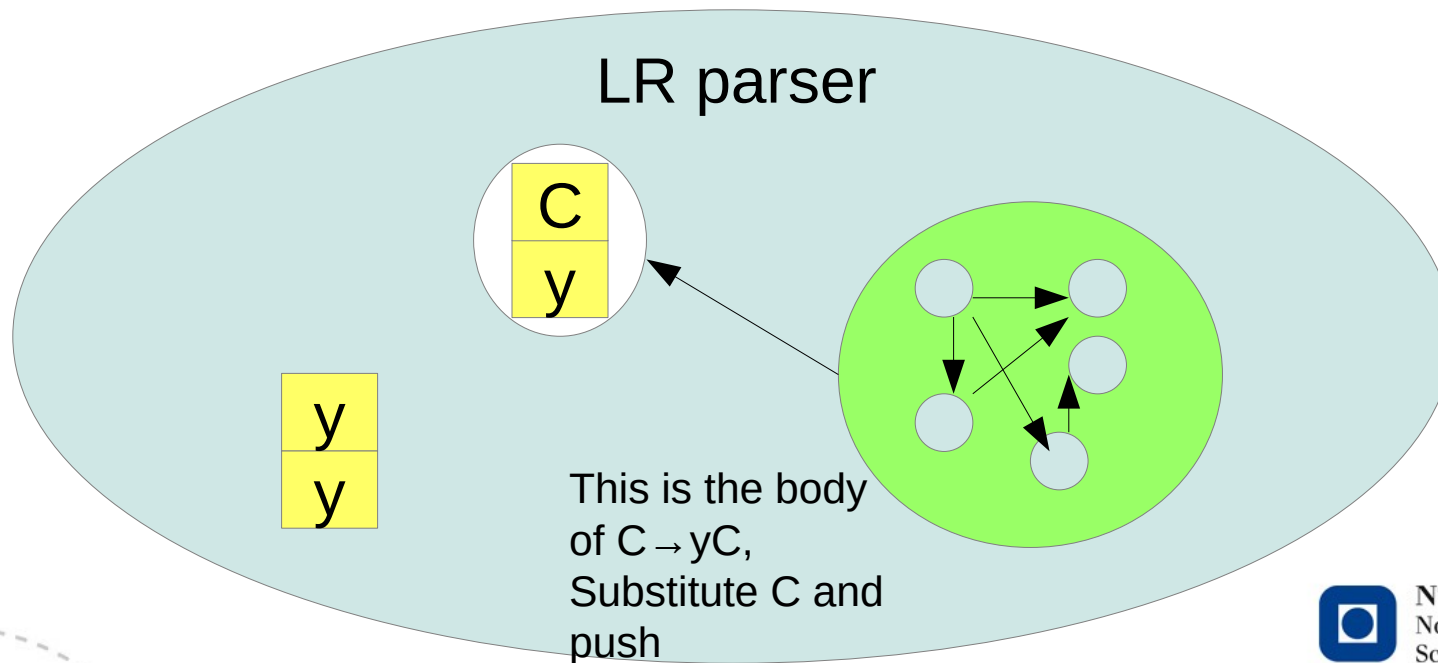 LR parser
C
y
y
y
This is the body
of C→yC,
Substitute C and
push